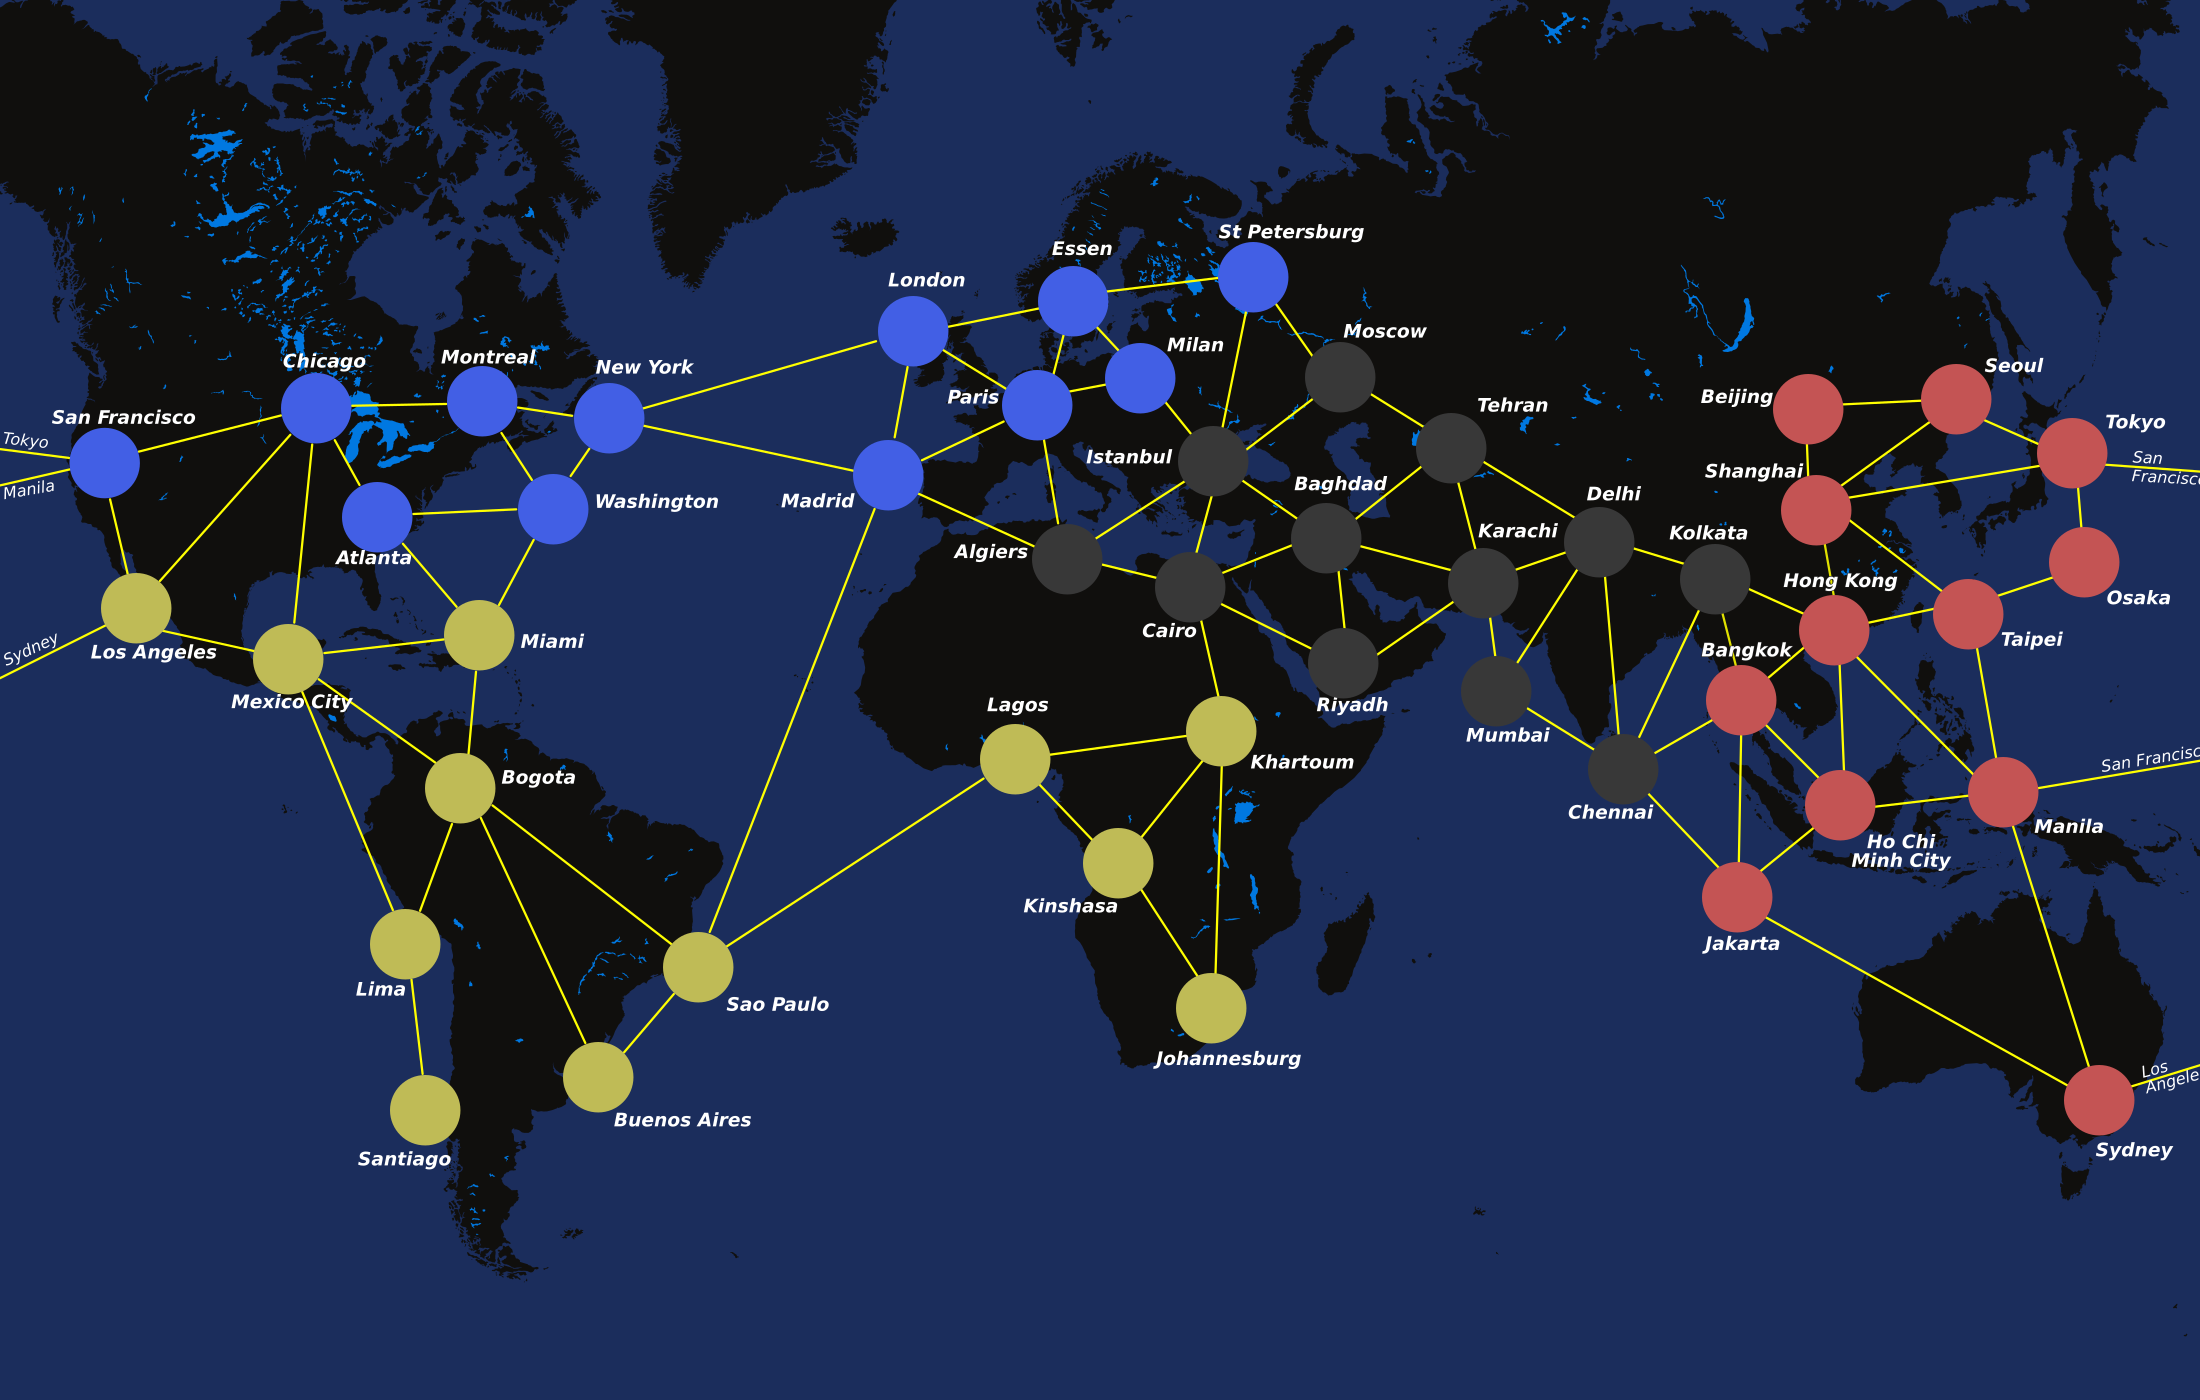 St Petersburg
Essen
London
Moscow
Milan
Chicago
Montreal
New York
Paris
Seoul
Beijing
San Francisco
Tehran
Tokyo
Tokyo
Manila
Istanbul
Baghdad
Shanghai
San
Francisco
Madrid
Washington
Delhi
Karachi
Kolkata
Atlanta
Algiers
Hong Kong
Osaka
Cairo
Sydney
Los Angeles
Miami
Bangkok
Taipei
Mexico City
Lagos
Riyadh
Mumbai
Khartoum
San Francisco
Bogota
Chennai
Manila
Ho Chi
Minh City
Kinshasa
Jakarta
Lima
Sao Paulo
Johannesburg
Los
Angeles
Buenos Aires
Santiago
Sydney